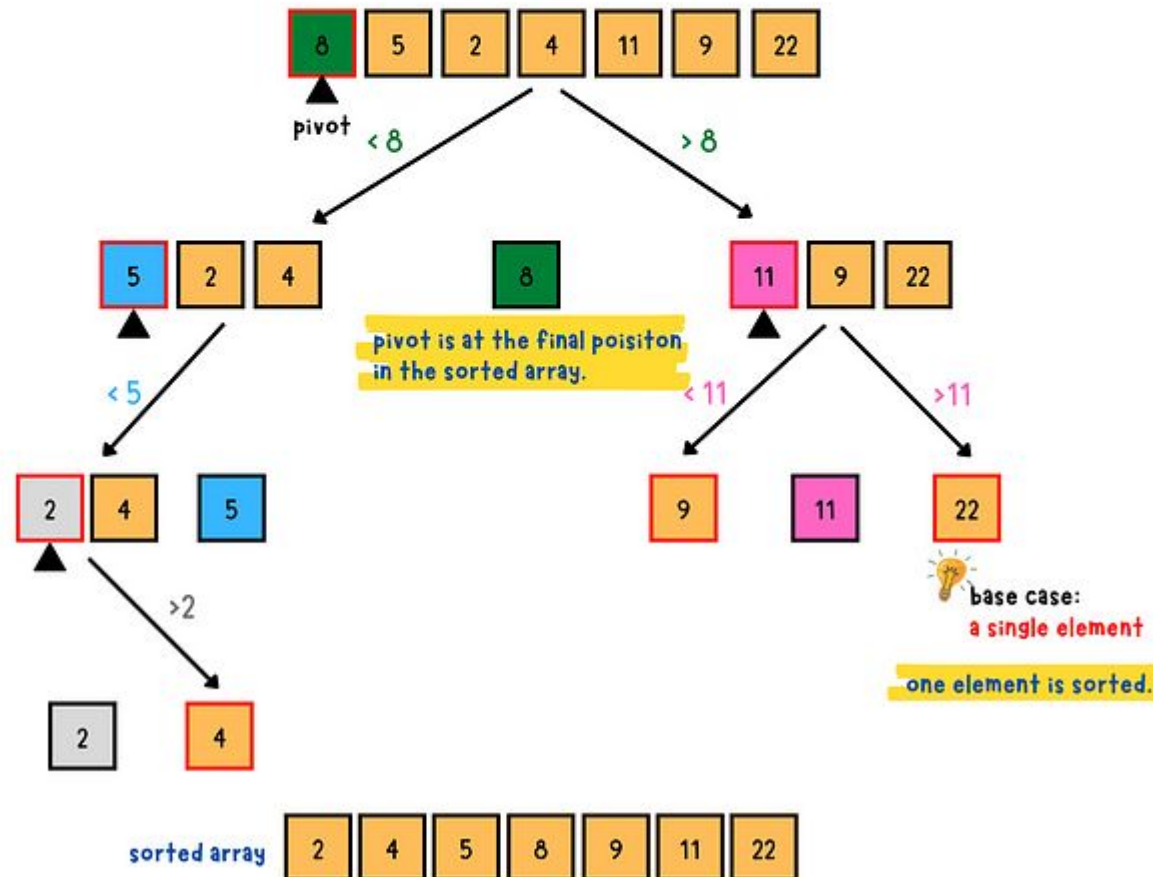 8 5 2 4 11 9 22
pivot
< 8 > 8
5 2 4 8 11 9 22
pivot is at the final poisiton
in the sorted array.
< 5 < 11 >11
2 4 5 9 11 22
base case:
a single element
>2
one element is sorted.
2 4
sorted array 2 4 5 8 9 11 22